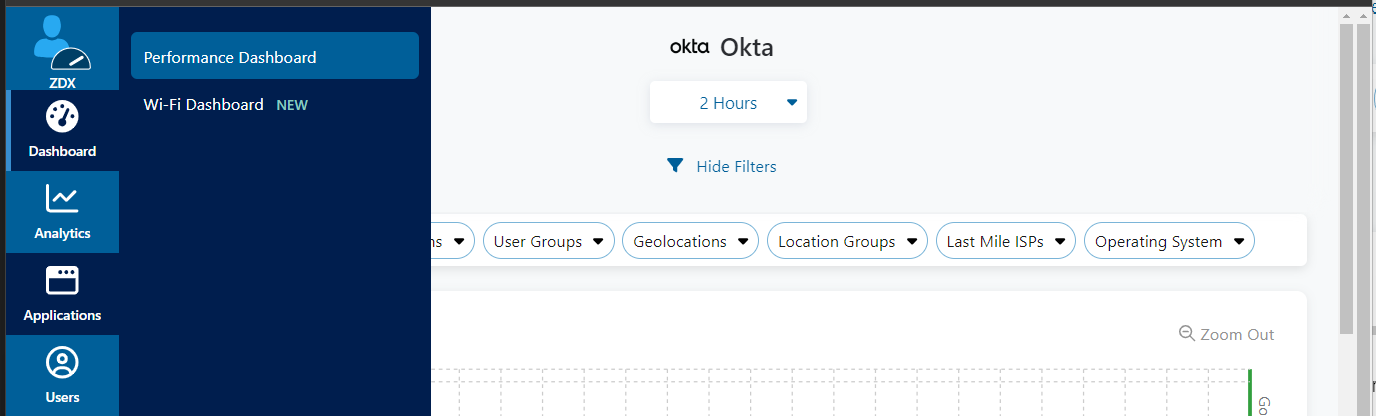 ZDX
Dashboard
Analytics
Applications
Users
Performance Dashboard
Wi-Fi Dashboard NEW
okta Okta
2 Hours
Hide Filters
User Groups
Geolocations
Location Groups
Last Mile ISPs
Operating System
Zoom Out